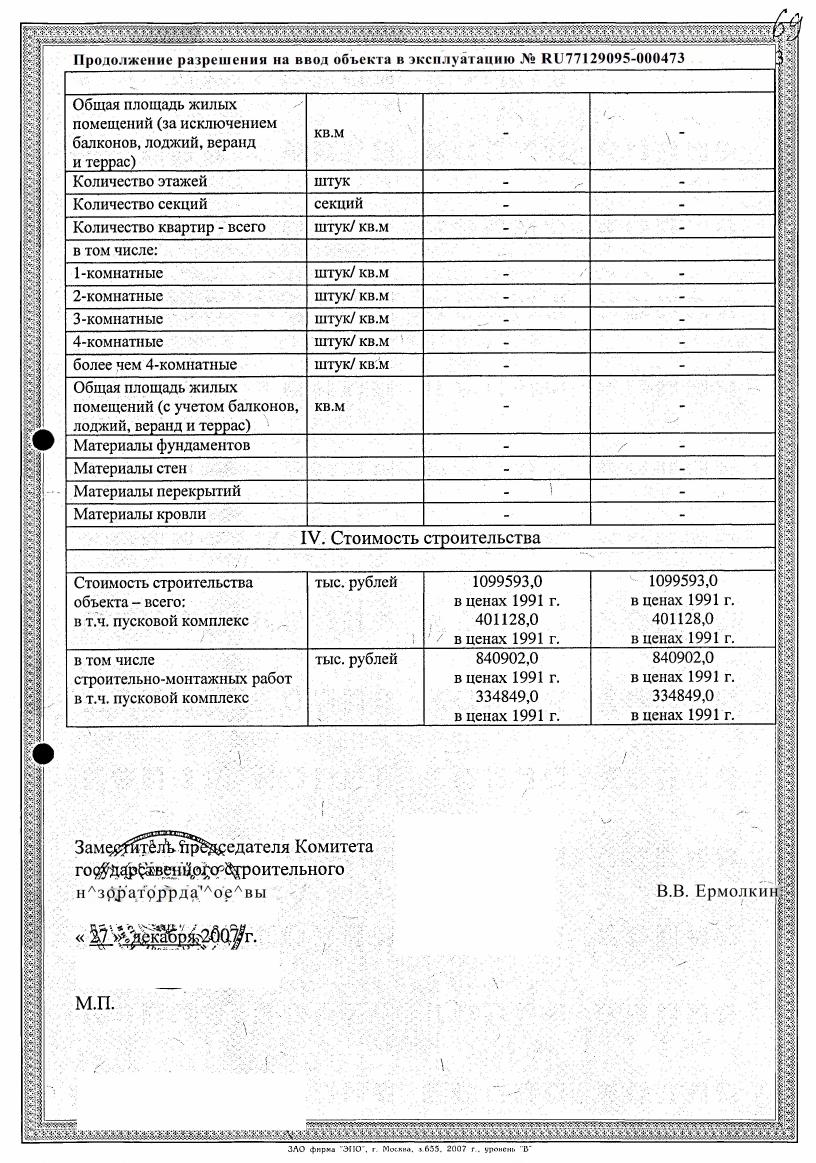 69
Продолжение разрешения на ввод объекта в эксплуатацию № RU77129095-000473
3
Общая площадь жилых
помещений (за исключением
балконов, лоджий, веранд
и террас) кв.м - -
Количество этажей штук - -
Количество секций секций - -
Количество квартир - всего штук/ кв.м - -
в том числе:
1-комнатные штук/ кв.м - -
2-комнатные штук/ кв.м - -
3-комнатные штук/ кв.м - -
4-комнатные штук/ кв.м - -
более чем 4-комнатные штук/ кв.м - -
Общая площадь жилых
помещений (с учетом балконов, кв.м - -
лоджий, веранд и террас)
Материалы фундаментов - -
Материалы стен - -
Материалы перекрытий - -
Материалы кровли - -
IV. Стоимость строительства
Стоимость строительства тыс. рублей 1099593,0 1099593,0
объекта – всего: в ценах 1991 г. в ценах 1991 г.
в т.ч. пусковой комплекс 401128,0 401128,0
в ценах 1991 г. в ценах 1991 г.
в том числе тыс. рублей 840902,0 840902,0
строительно-монтажных работ в ценах 1991 г. в ценах 1991 г.
в т.ч. пусковой комплекс 334849,0 334849,0
в ценах 1991 г. в ценах 1991 г.
Заместитель председателя Комитета
государственного строительного
н^зораторрда'^ое^вы В.В. Ермолкин
« 27 » декабря 2007 г.
М.П.
ЗАО фирма "ЭПО", г. Москва, з.655, 2007 г., уровень "В"